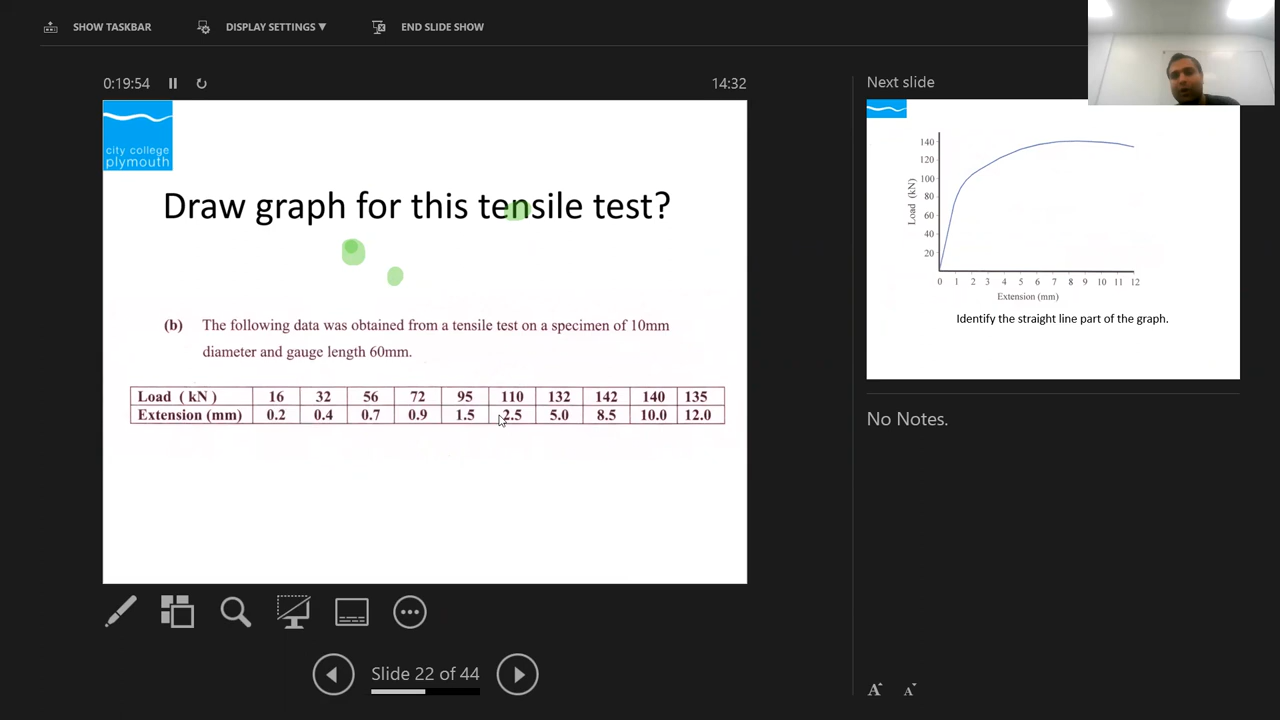 SHOW TASKBAR DISPLAY SETTINGS ▼ END SLIDE SHOW
0:19:54 14:32
city college
plymouth
Draw graph for this tensile test?
(b) The following data was obtained from a tensile test on a specimen of 10mm
diameter and gauge length 60mm.
Load ( kN ) 16 32 56 72 95 110 132 142 140 135
Extension (mm) 0.2 0.4 0.7 0.9 1.5 2.5 5.0 8.5 10.0 12.0
Slide 22 of 44
Next slide
Load (kN)
140
120
100
80
60
40
20
0 1 2 3 4 5 6 7 8 9 10 11 12
Extension (mm)
Identify the straight line part of the graph.
No Notes.
A A